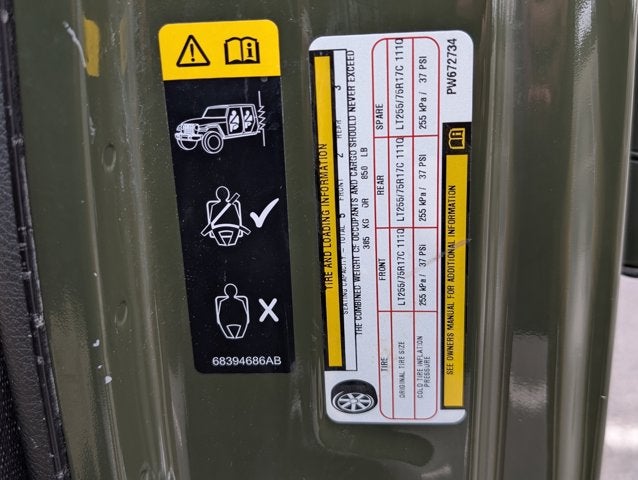 68394686AB
TIRE AND LOADING INFORMATION
SEATING CAPACITY - TOTAL 5 FRONT 2 REAR 3
THE COMBINED WEIGHT OF OCCUPANTS AND CARGO SHOULD NEVER EXCEED
385 KG OR 850 LB
TIRE FRONT REAR SPARE
ORIGINAL TIRE SIZE LT255/75R17C 111Q LT255/75R17C 111Q LT255/75R17C 111Q
COLD TIRE INFLATION
PRESSURE 255 kPa / 37 PSI 255 kPa / 37 PSI 255 kPa / 37 PSI
SEE OWNERS MANUAL FOR ADDITIONAL INFORMATION
PW672734